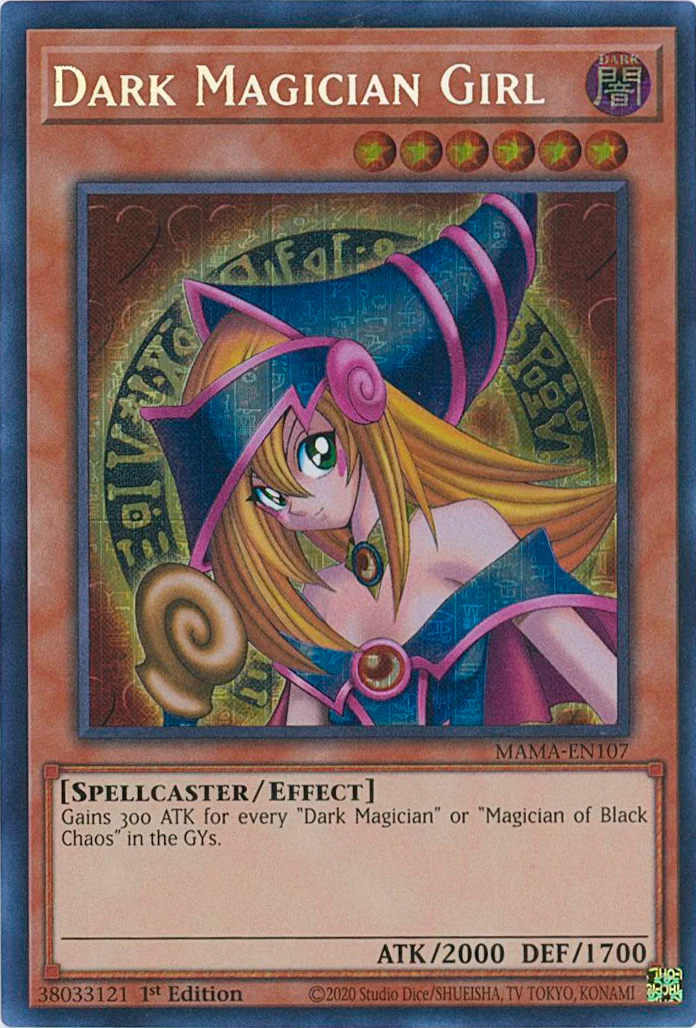 DARK MAGICIAN GIRL
DARK
闇
MAMA-EN107
[SPELLCASTER/EFFECT]
Gains 300 ATK for every "Dark Magician" or "Magician of Black
Chaos" in the GYs.
ATK/2000 DEF/1700
38033121 1st Edition
©2020 Studio Dice/SHUEISHA, TV TOKYO, KONAMI